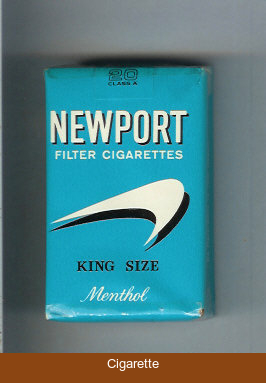 20
CLASS A
NEWPORT
FILTER CIGARETTES
KING SIZE
Menthol
Cigarette